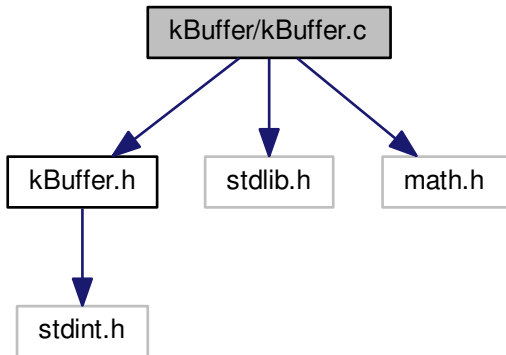 kBuffer/kBuffer.c
kBuffer.h
stdlib.h
math.h
stdint.h